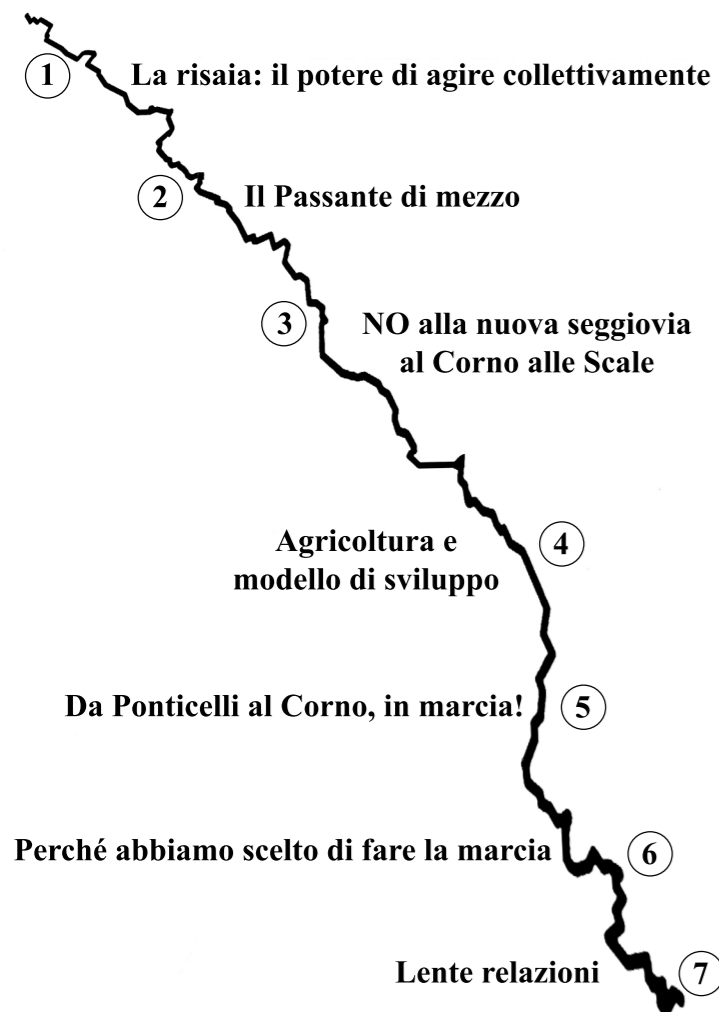 1 La risaia: il potere di agire collettivamente
2 Il Passante di mezzo
3 NO alla nuova seggiovia
al Corno alle Scale
Agricoltura e 4
modello di sviluppo
Da Ponticelli al Corno, in marcia! 5
Perché abbiamo scelto di fare la marcia 6
Lente relazioni 7